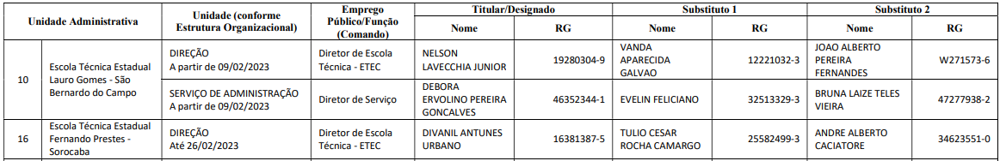 Unidade Administrativa
Unidade (conforme
Estrutura Organizacional)
Emprego
Público/Função
(Comando)
Titular/Designado
Substituto 1
Substituto 2
Nome
RG
Nome
RG
Nome
RG
10
Escola Técnica Estadual
Lauro Gomes - São
Bernardo do Campo
DIREÇÃO
A partir de 09/02/2023
Diretor de Escola
Técnica - ETEC
NELSON
LAVECCHIA JUNIOR
19280304-9
VANDA
APARECIDA
GALVAO
12221032-3
JOAO ALBERTO
PEREIRA
FERNANDES
W271573-6
SERVIÇO DE ADMINISTRAÇÃO
A partir de 09/02/2023
Diretor de Serviço
DEBORA
ERVOLINO PEREIRA
GONCALVES
46352344-1
EVELIN FELICIANO
32513329-3
BRUNA LAIZE TELES
VIEIRA
47277938-2
16
Escola Técnica Estadual
Fernando Prestes -
Sorocaba
DIREÇÃO
Até 26/02/2023
Diretor de Escola
Técnica - ETEC
DIVANIL ANTUNES
URBANO
16381387-5
TULIO CESAR
ROCHA CAMARGO
25582499-3
ANDRE ALBERTO
CACIATORE
34623551-0